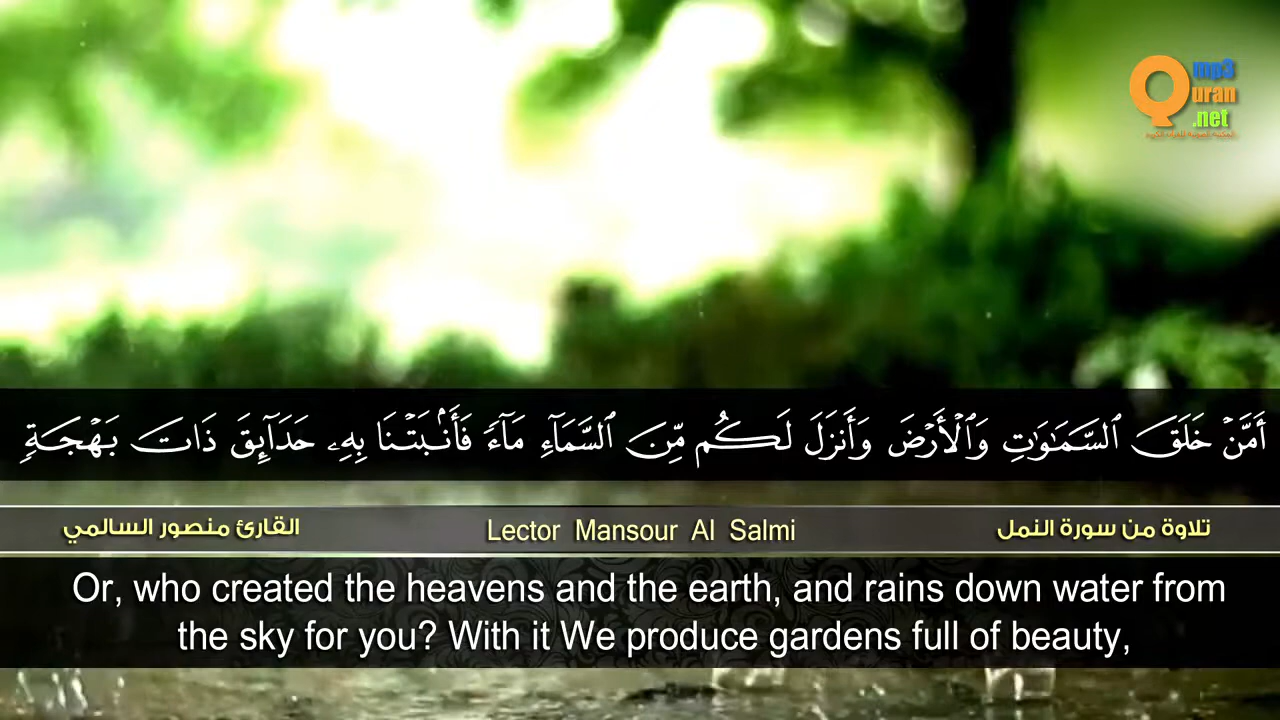 mp3
Quran
.net
أَمَّنْ خَلَقَ ٱلسَّمَـٰوَٰتِ وَٱلْأَرْضَ وَأَنزَلَ لَكُم مِّنَ ٱلسَّمَآءِ مَآءً فَأَنۢبَتْنَا بِهِۦ حَدَآئِقَ ذَاتَ بَهْجَةٍ
تلاوة من سورة النمل
Lector Mansour Al Salmi
القارئ منصور السالمي
Or, who created the heavens and the earth, and rains down water from
the sky for you? With it We produce gardens full of beauty,